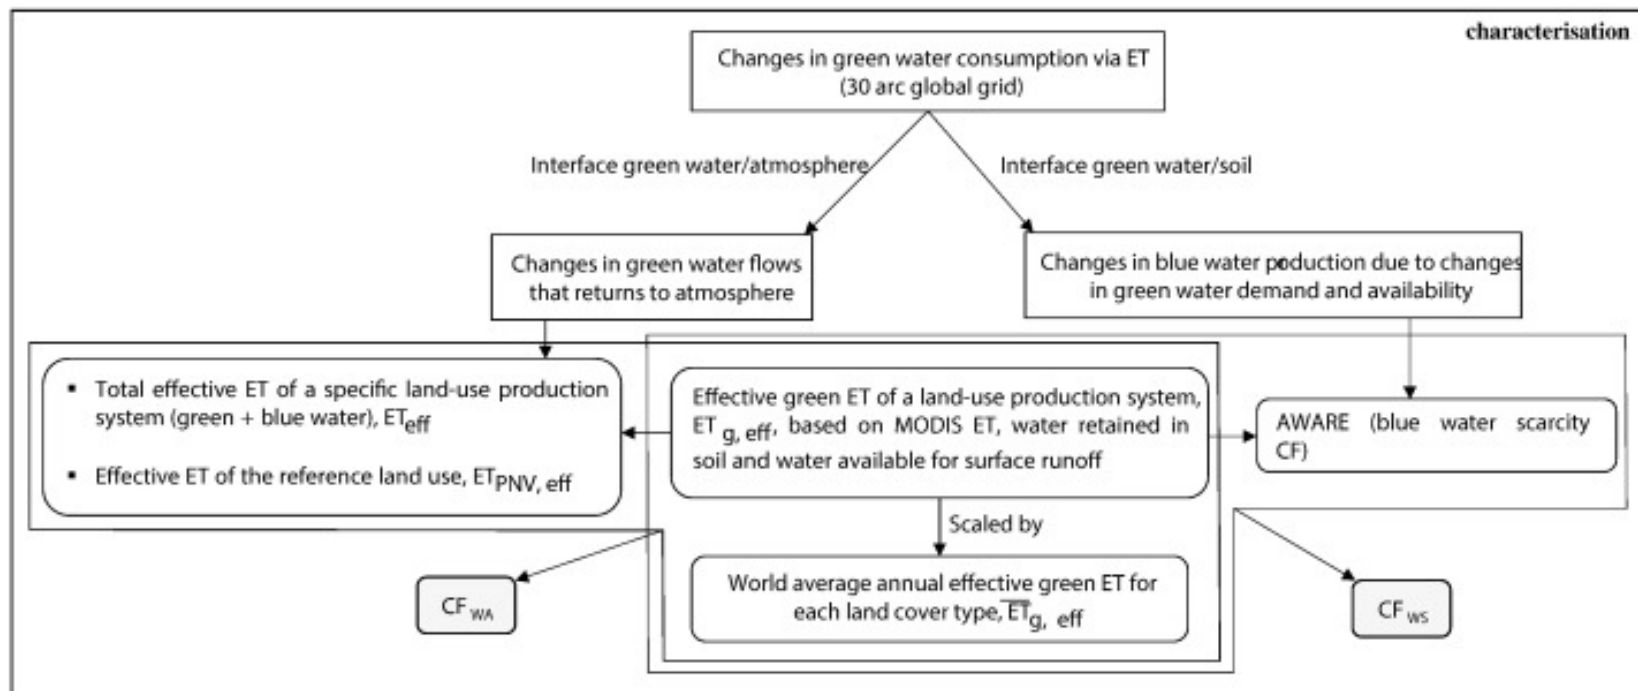 characterisation
Changes in green water consumption via ET
(30 arc global grid)
Interface green water/atmosphere
Interface green water/soil
Changes in green water flows
that returns to atmosphere
Changes in blue water production due to changes
in green water demand and availability
▪ Total effective ET of a specific land-use production
system (green + blue water), ETeff
▪ Effective ET of the reference land use, ETPNV, eff
Effective green ET of a land-use production system,
ET g, eff, based on MODIS ET, water retained in
soil and water available for surface runoff
AWARE (blue water scarcity
CF)
Scaled by
World average annual effective green ET for
each land cover type, E̅T̅g, eff
CF WA
CF WS